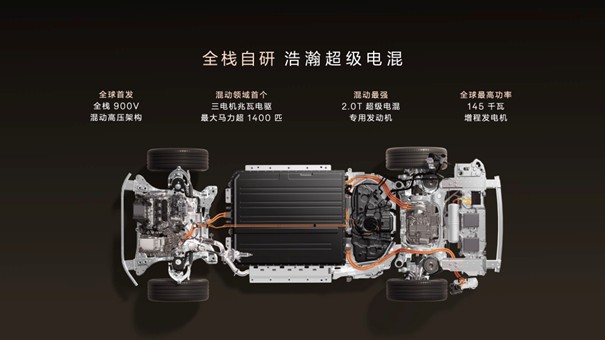 全栈自研 浩瀚超级电混
全球首发
全栈 900V
混动高压架构
混动领域首个
三电机兆瓦电驱
最大马力超 1400 匹
混动最强
2.0T 超级电混
专用发动机
全球最高功率
145 千瓦
增程发电机